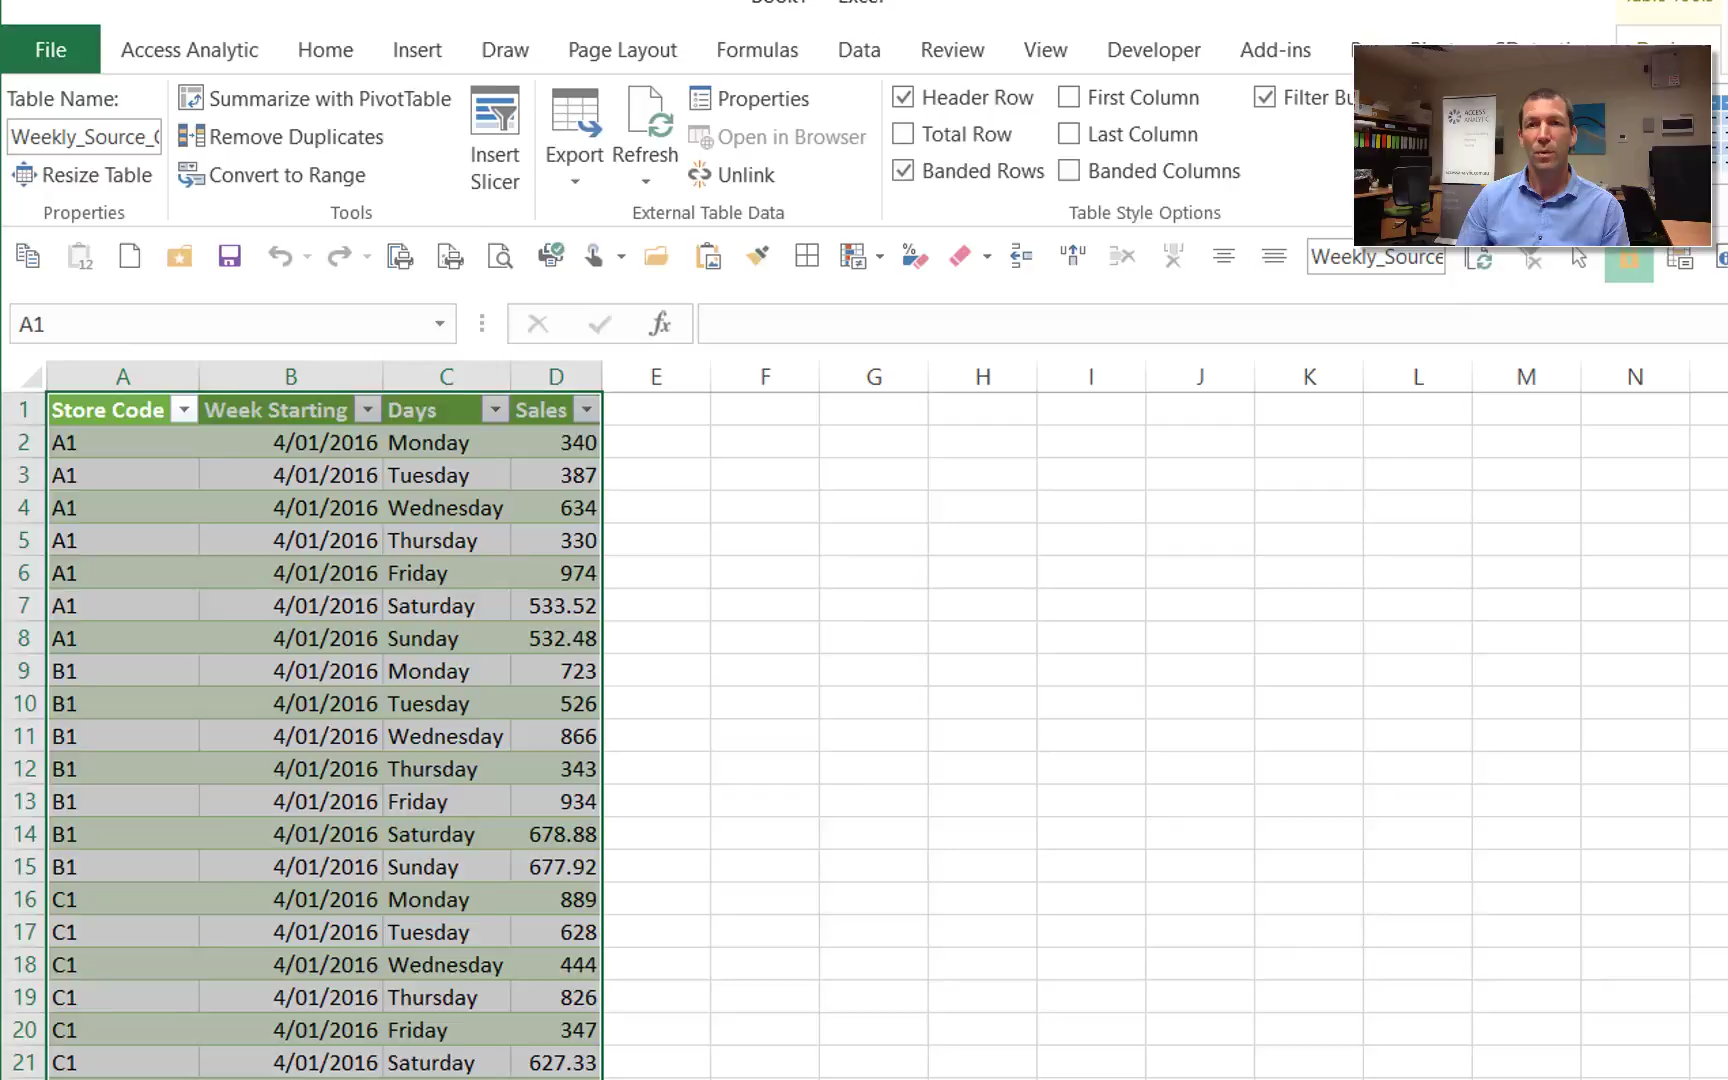 File Access Analytic Home Insert Draw Page Layout Formulas Data Review View Developer Add-ins
Table Name:
Weekly_Source_
Resize Table
Properties
Summarize with PivotTable
Remove Duplicates
Convert to Range
Tools
Insert
Slicer
Export
Refresh
Properties
Open in Browser
Unlink
External Table Data
Header Row
Total Row
Banded Rows
First Column
Last Column
Banded Columns
Filter Bu
Table Style Options
ACCESS
ANALYTIC
12
Weekly_Source
A1
fx
A B C D E F G H I J K L M N
1 Store Code Week Starting Days Sales
2 A1 4/01/2016 Monday 340
3 A1 4/01/2016 Tuesday 387
4 A1 4/01/2016 Wednesday 634
5 A1 4/01/2016 Thursday 330
6 A1 4/01/2016 Friday 974
7 A1 4/01/2016 Saturday 533.52
8 A1 4/01/2016 Sunday 532.48
9 B1 4/01/2016 Monday 723
10 B1 4/01/2016 Tuesday 526
11 B1 4/01/2016 Wednesday 866
12 B1 4/01/2016 Thursday 343
13 B1 4/01/2016 Friday 934
14 B1 4/01/2016 Saturday 678.88
15 B1 4/01/2016 Sunday 677.92
16 C1 4/01/2016 Monday 889
17 C1 4/01/2016 Tuesday 628
18 C1 4/01/2016 Wednesday 444
19 C1 4/01/2016 Thursday 826
20 C1 4/01/2016 Friday 347
21 C1 4/01/2016 Saturday 627.33